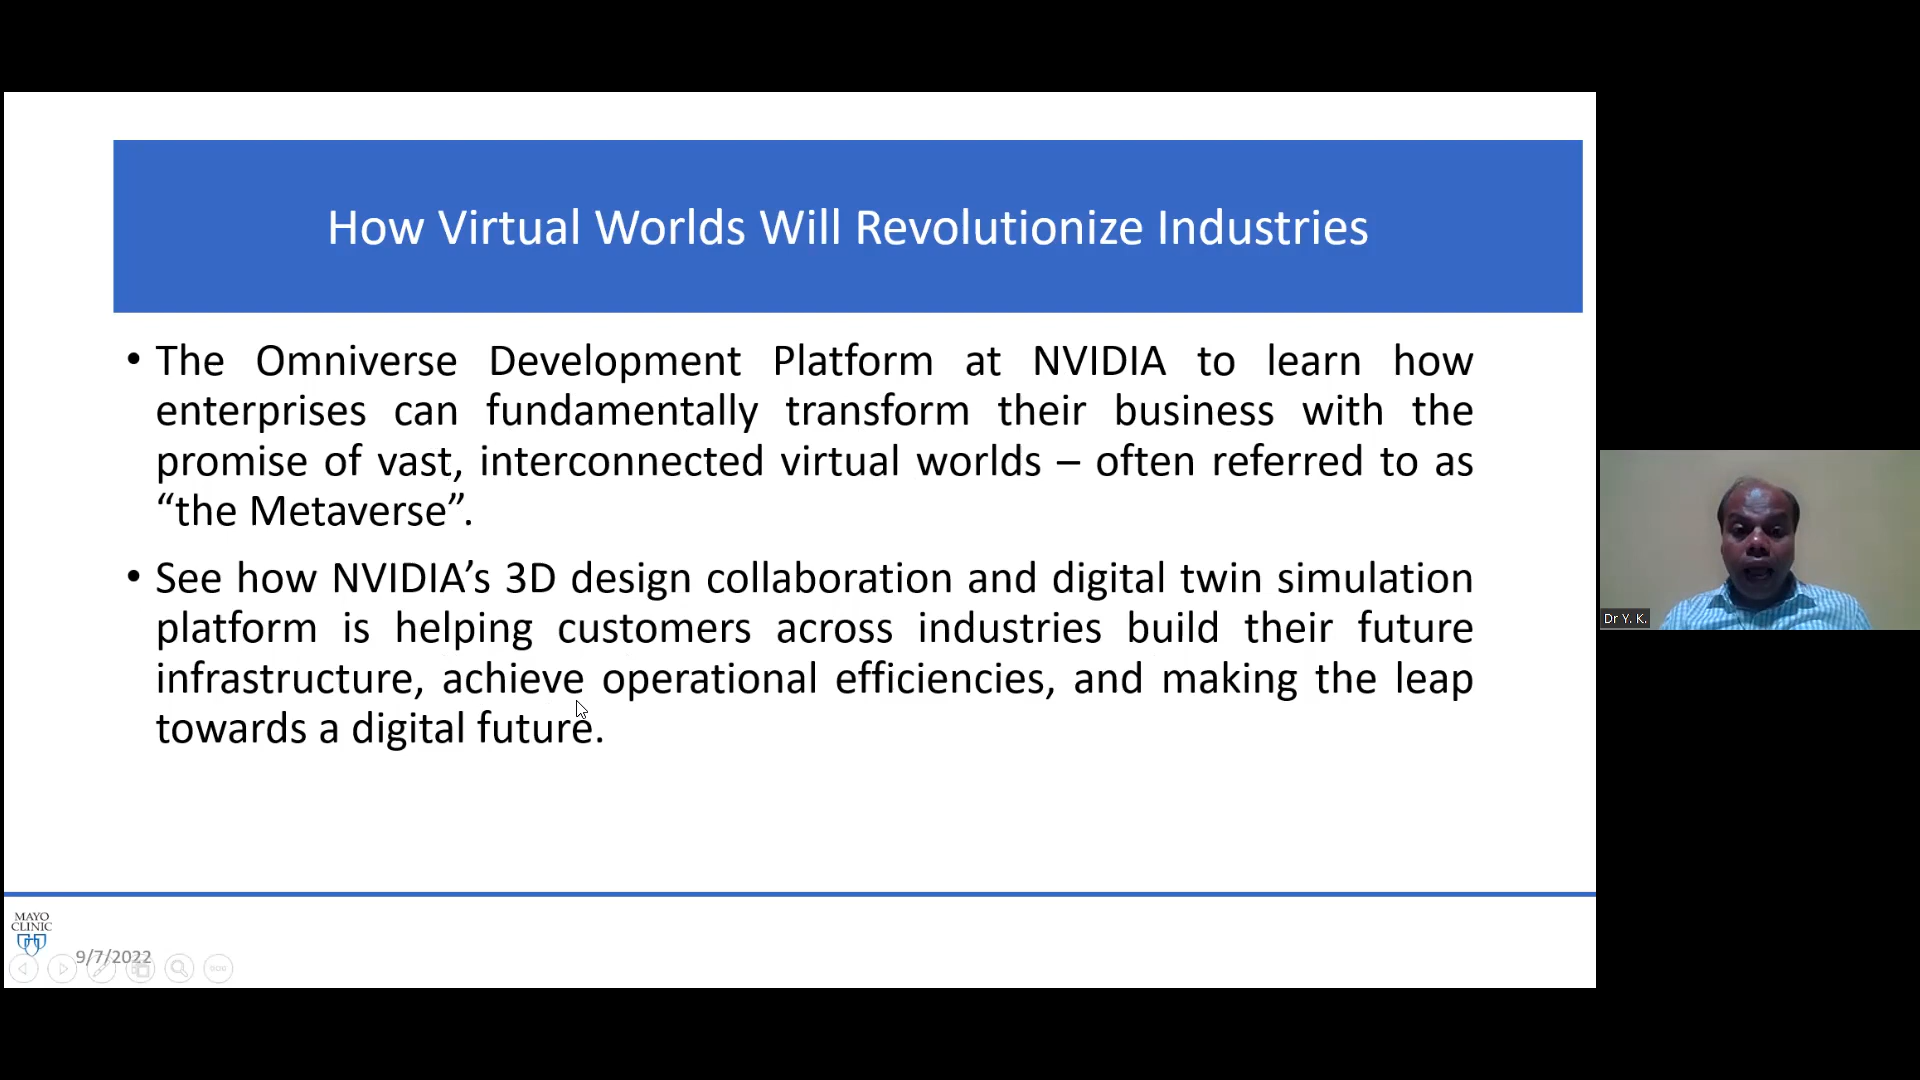 How Virtual Worlds Will Revolutionize Industries
• The Omniverse Development Platform at NVIDIA to learn how
enterprises can fundamentally transform their business with the
promise of vast, interconnected virtual worlds – often referred to as
“the Metaverse”.
• See how NVIDIA’s 3D design collaboration and digital twin simulation
platform is helping customers across industries build their future
infrastructure, achieve operational efficiencies, and making the leap
towards a digital future.
Dr Y. K.
MAYO
CLINIC
9/7/2022